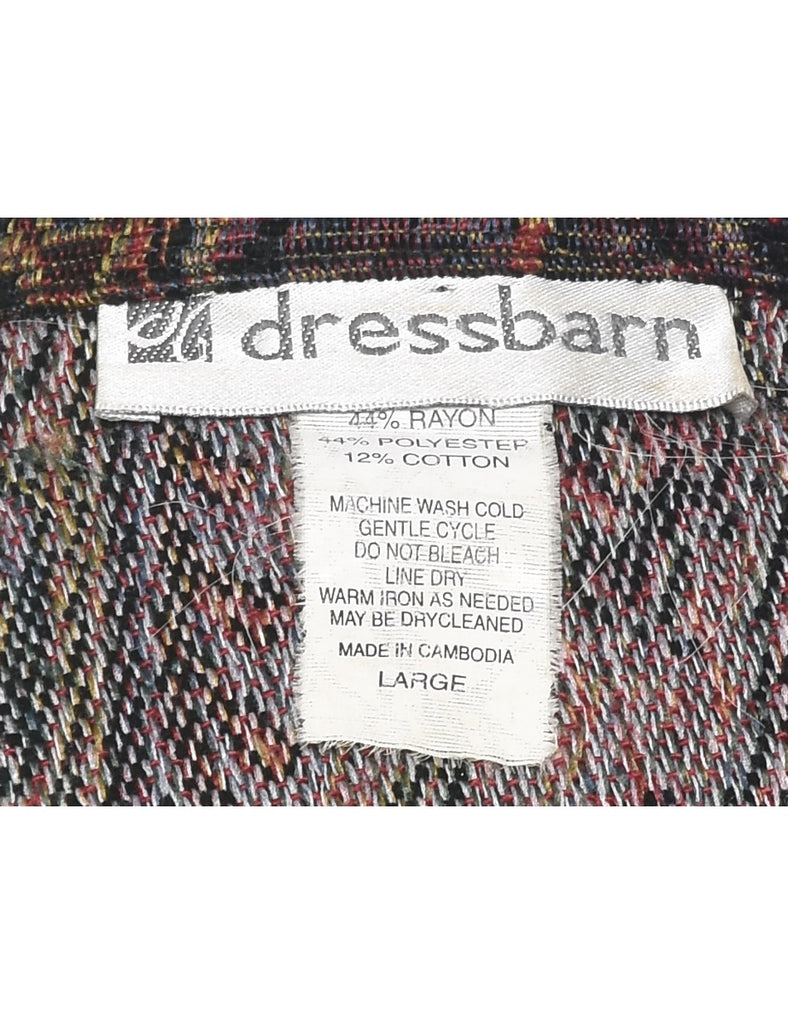 dressbarn
44% RAYON
44% POLYESTER
12% COTTON
MACHINE WASH COLD
GENTLE CYCLE
DO NOT BLEACH
LINE DRY
WARM IRON AS NEEDED
MAY BE DRYCLEANED
MADE IN CAMBODIA
LARGE